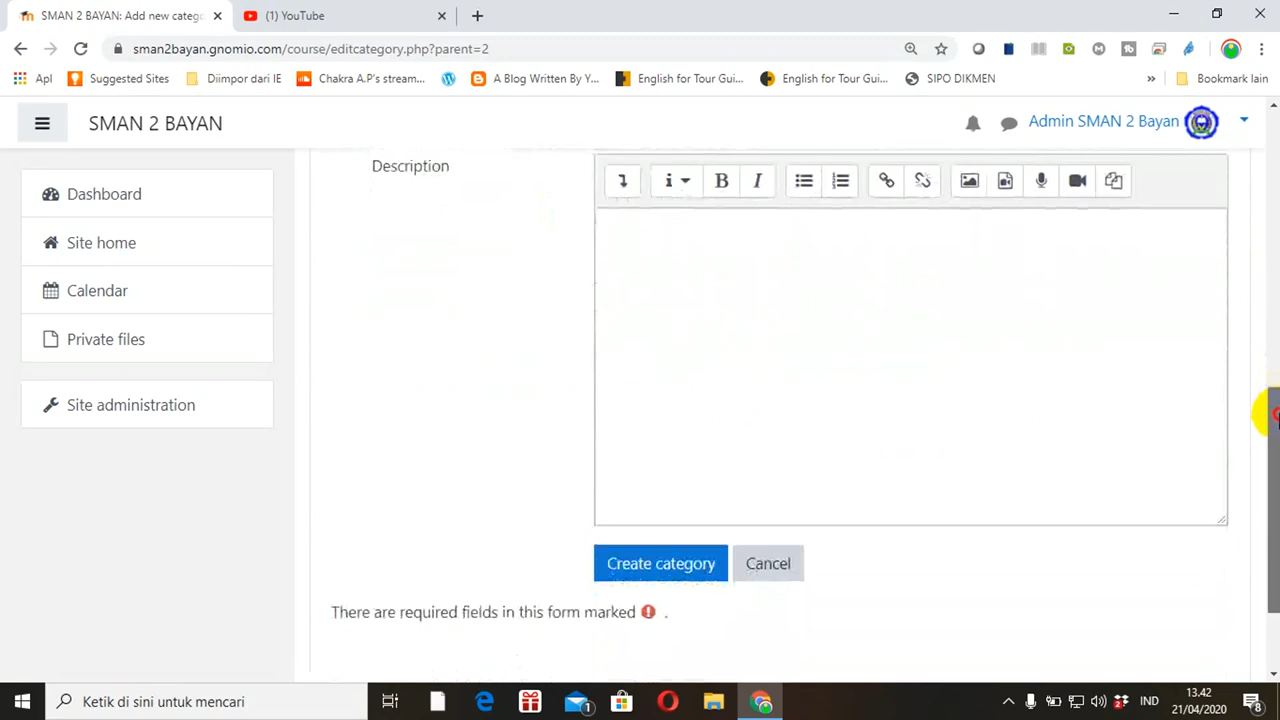 SMAN 2 BAYAN: Add new catego
(1) YouTube
sman2bayan.gnomio.com/course/editcategory.php?parent=2
Apl
Suggested Sites
Diimpor dari IE
Chakra A.P's stream...
A Blog Written By Y...
English for Tour Gui...
English for Tour Gui...
SIPO DIKMEN
»
Bookmark lain
SMAN 2 BAYAN
Admin SMAN 2 Bayan
Dashboard
Site home
Calendar
Private files
Site administration
Description
i
B
I
Create category
Cancel
There are required fields in this form marked .
Ketik di sini untuk mencari
1
2
IND
13.42
21/04/2020
8